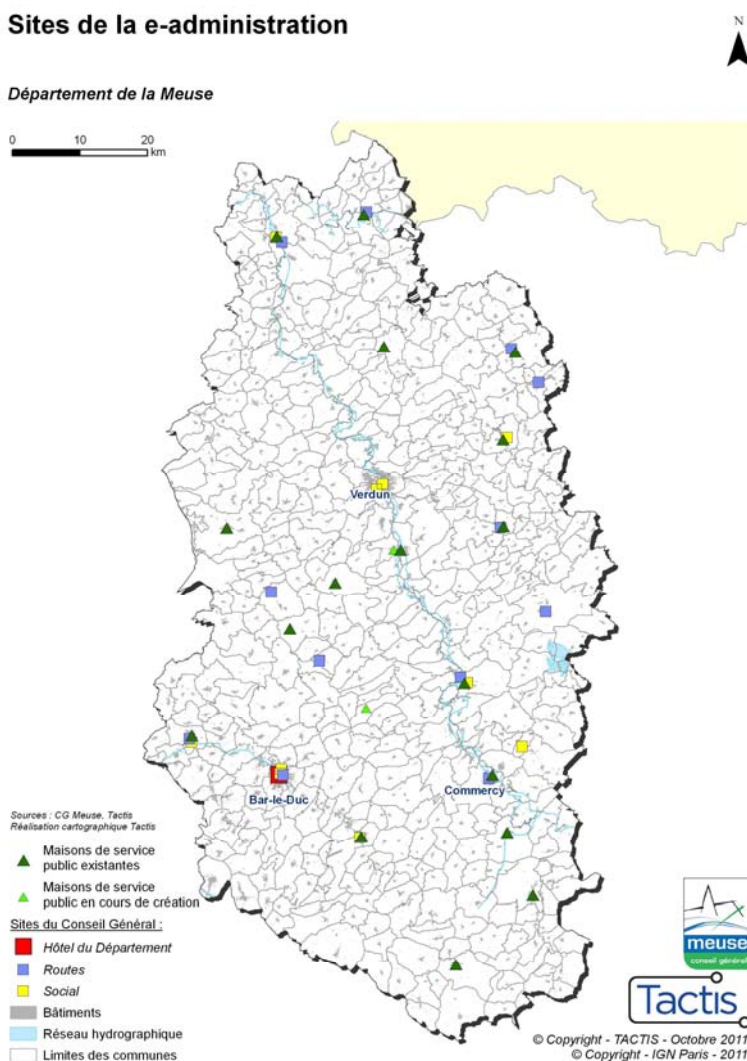 Sites de la e-administration
N
Département de la Meuse
0 10 20
km
Verdun
Bar-le-Duc
Commercy
Sources : CG Meuse, Tactis
Réalisation cartographique Tactis
Maisons de service
public existantes
Maisons de service
public en cours de création
Sites du Conseil Général :
Hôtel du Département
Routes
Social
Bâtiments
Réseau hydrographique
Limites des communes
meuse
conseil général
Tactis
© Copyright - TACTIS - Octobre 2011
© Copyright - IGN Paris - 201